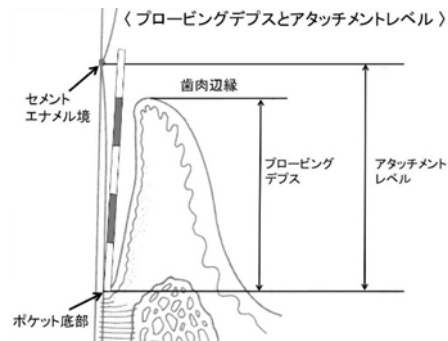 〈 プロービングデプスとアタッチメントレベル 〉
セメント
エナメル境
歯肉辺縁
プロービング
デプス
アタッチメント
レベル
ポケット底部